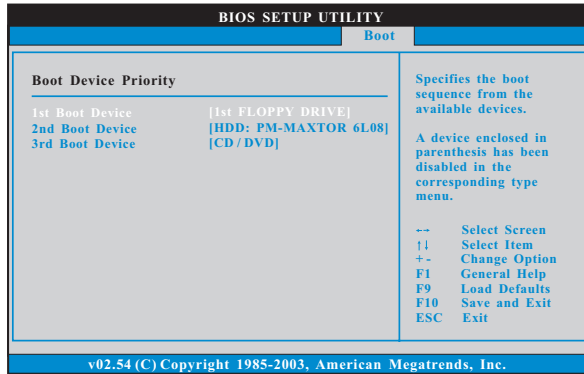 BIOS SETUP UTILITY
Boot
Boot Device Priority
1st Boot Device [1st FLOPPY DRIVE]
2nd Boot Device [HDD: PM-MAXTOR 6L08]
3rd Boot Device [CD / DVD]
Specifies the boot
sequence from the
available devices.
A device enclosed in
parenthesis has been
disabled in the
corresponding type
menu.
←→ Select Screen
↑↓ Select Item
+ - Change Option
F1 General Help
F9 Load Defaults
F10 Save and Exit
ESC Exit
v02.54 (C) Copyright 1985-2003, American Megatrends, Inc.